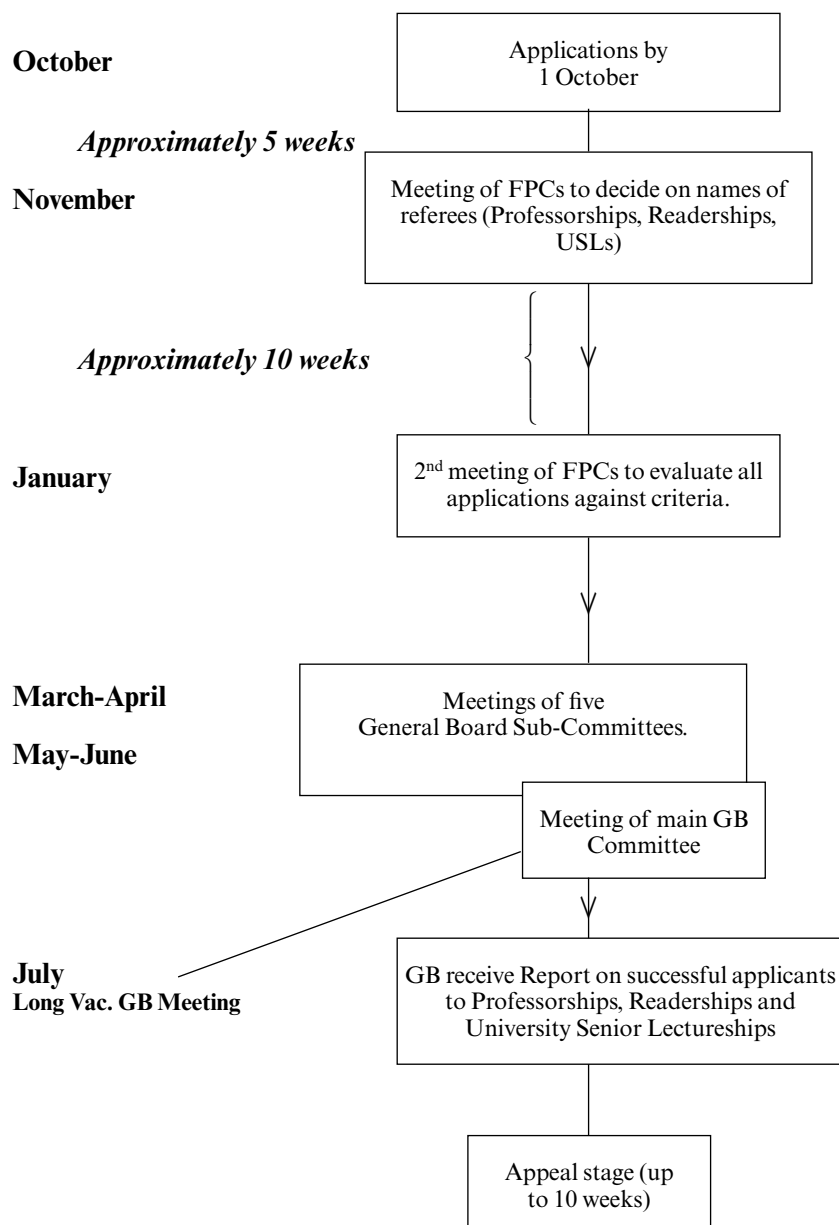 October
Applications by
1 October
Approximately 5 weeks
November
Meeting of FPCs to decide on names of
referees (Professorships, Readerships,
USLs)
Approximately 10 weeks
January
2nd meeting of FPCs to evaluate all
applications against criteria.
March-April
May-June
Meetings of five
General Board Sub-Committees.
Meeting of main GB
Committee
July
Long Vac. GB Meeting
GB receive Report on successful applicants
to Professorships, Readerships and
University Senior Lectureships
Appeal stage (up
to 10 weeks)